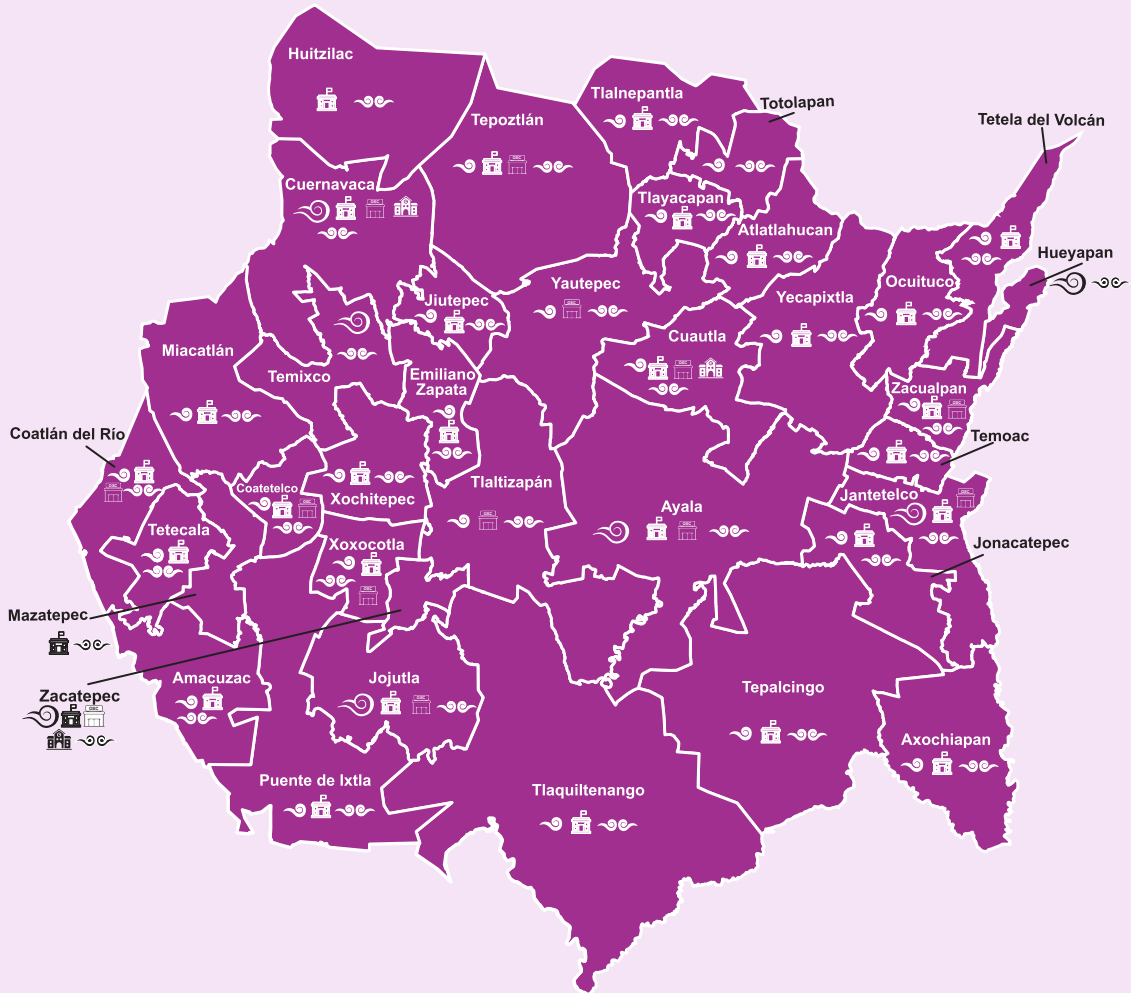 Huitzilac
Tlalnepantla
Totolapan
Tepoztlán
Tetela del Volcán
Cuernavaca
Tlayacapan
Atlatlahucan
Hueyapan
Jiutepec
Yautepec
Yecapixtla
Ocuituco
Miacatlán
Temixco
Emiliano
Zapata
Cuautla
Zacualpan
Coatlán del Río
Temoac
Coatetelco
Xochitepec
Tlaltizapán
Ayala
Jantetelco
Tetecala
Xoxocotla
Jonacatepec
Mazatepec
Amacuzac
Jojutla
Zacatepec
Tepalcingo
Axochiapan
Puente de Ixtla
Tlaquiltenango